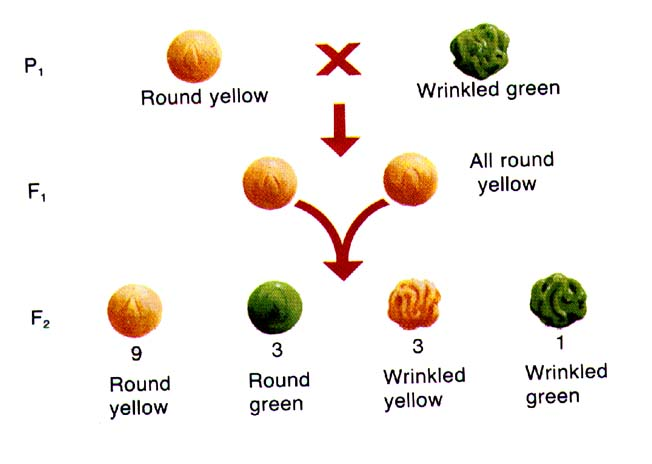 P₁
Round yellow
Wrinkled green
F₁
All round
yellow
F₂
9
Round
yellow
3
Round
green
3
Wrinkled
yellow
1
Wrinkled
green